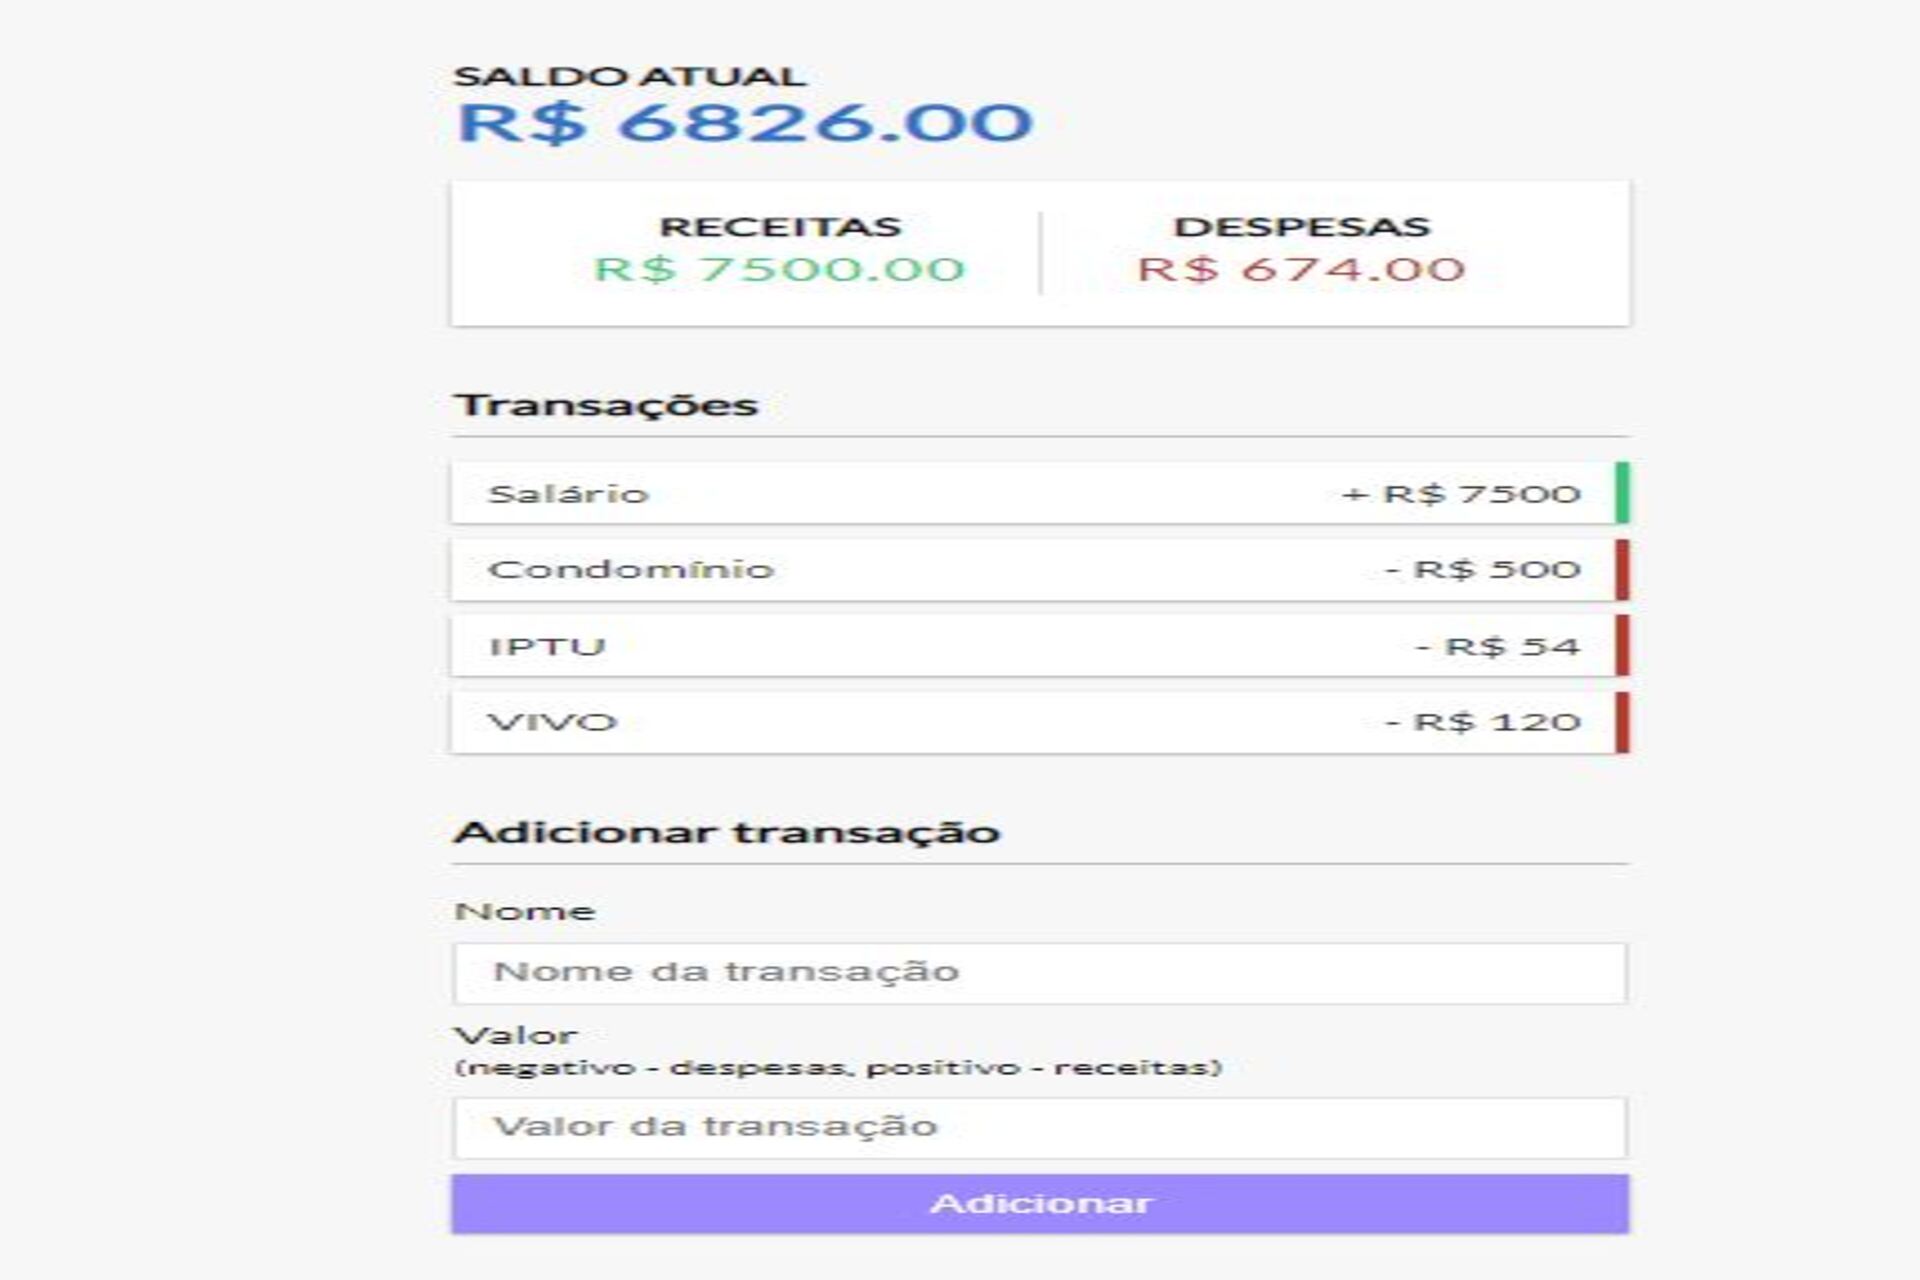 SALDO ATUAL
R$ 6826.00
RECEITAS
DESPESAS
R$ 7500.00
R$ 674.00
Transações
Salário + R$ 7500
Condomínio - R$ 500
IPTU - R$ 54
VIVO - R$ 120
Adicionar transação
Nome
Nome da transação
Valor
(negativo - despesas, positivo - receitas)
Valor da transação
Adicionar